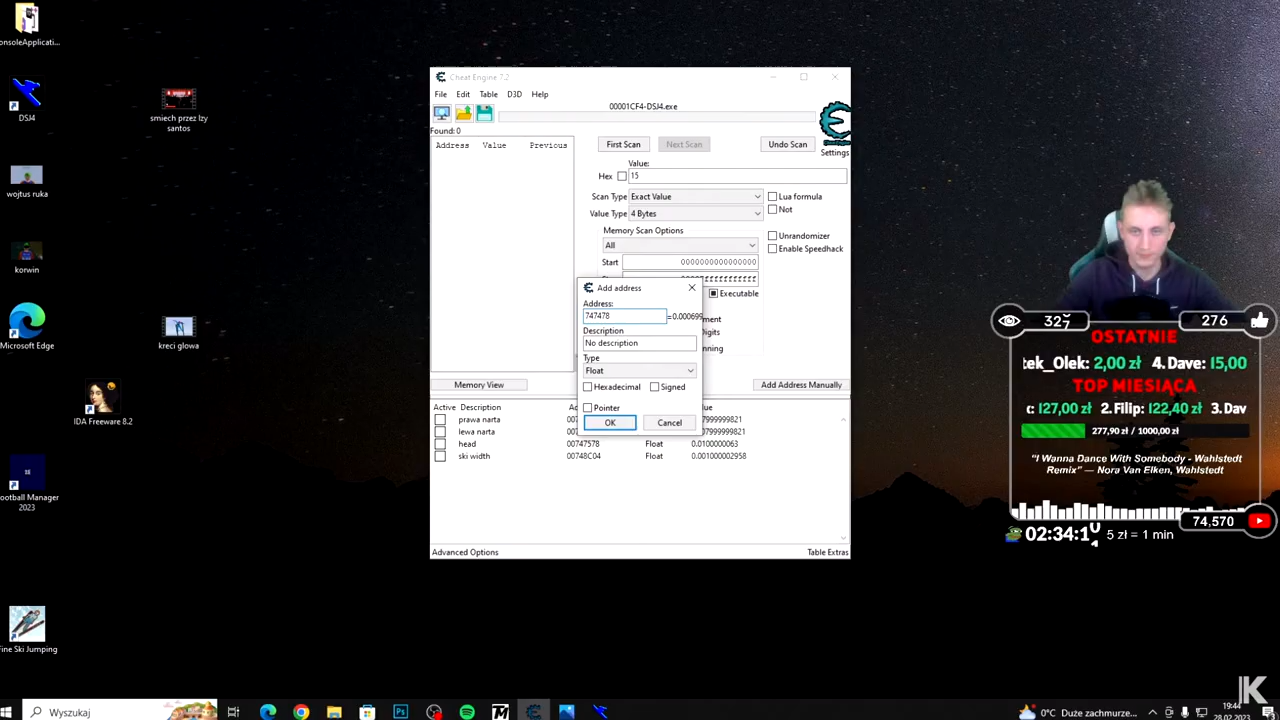 onsoleApplicati...
DSJ4
smiech przez lzy
santos
wojtus ruka
korwin
Microsoft Edge
kreci glowa
IDA Freeware 8.2
ootball Manager
2023
ine Ski Jumping
Cheat Engine 7.2
File Edit Table D3D Help
00001CF4-DSJ4.exe
Found: 0
Address Value Previous
First Scan Next Scan Undo Scan
Settings
Value:
Hex 15
Scan Type Exact Value
Lua formula
Not
Value Type 4 Bytes
Memory Scan Options
All
Unrandomizer
Enable Speedhack
Start 0000000000000000
Executable
Add address
Address:
747478 =0.000699
Description
No description
Type
Float
Hexadecimal Signed
Pointer
OK Cancel
Memory View
Add Address Manually
Active Description
prawa narta
lewa narta
head 00747578 Float 0.0100000063
ski width 00748C04 Float 0.001000002958
Advanced Options
Table Extras
327
276
OSTATNIE
tek_Olek: 2,00 zł 4. Dave: 15,00
TOP MIESIĄCA
c: 127,00 zł 2. Filip: 122,40 zł 3. Dav
277,90 zł / 1000,00 zł
"I Wanna Dance With Somebody - Wahlstedt
Remix" — Nora Van Elken, Wahlstedt
74,570
5 zł = 1 min
Wyszukaj
0°C Duże zachmurze...
19:44
28.02.2023